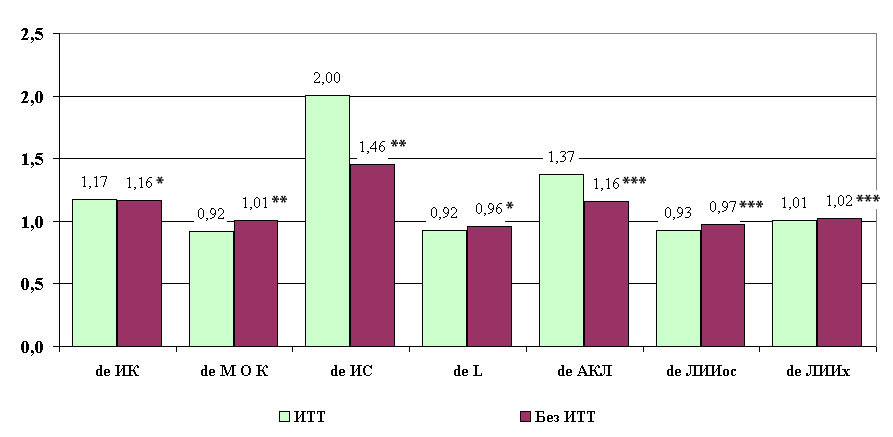 2,5
2,0
1,5
1,0
0,5
0,0
1,17
1,16 *
0,92
1,01 **
2,00
1,46 **
0,92
0,96 *
1,37
1,16 ***
0,93
0,97 ***
1,01
1,02 ***
de ИК
de М О К
de ИС
de L
de АКЛ
de ЛИИос
de ЛИИх
ИТТ
Без ИТТ